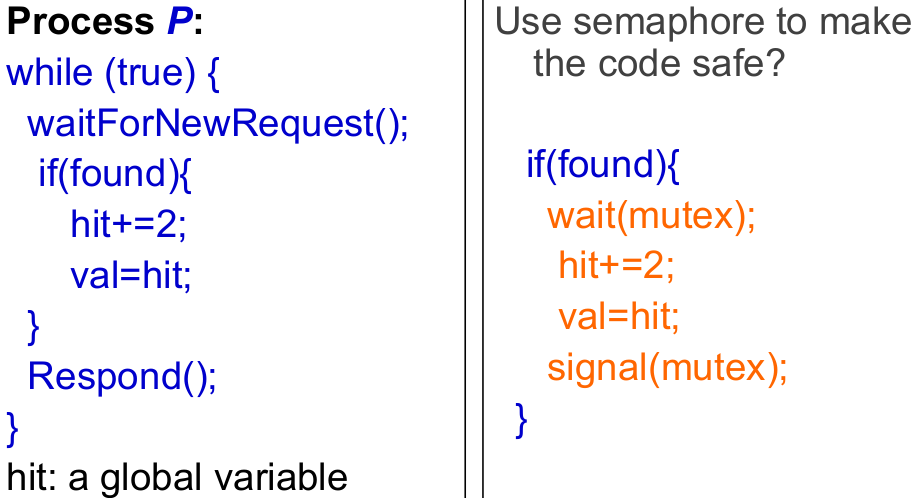 Process P:
while (true) {
waitForNewRequest();
if(found){
hit+=2;
val=hit;
}
Respond();
}
hit: a global variable
Use semaphore to make
the code safe?
if(found){
wait(mutex);
hit+=2;
val=hit;
signal(mutex);
}